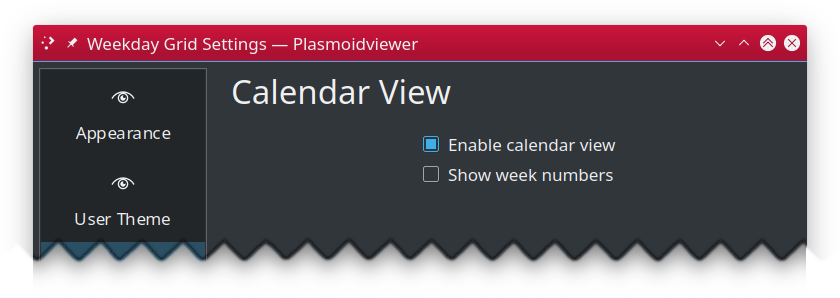 Weekday Grid Settings — Plasmoidviewer
Calendar View
Appearance
Enable calendar view
Show week numbers
User Theme